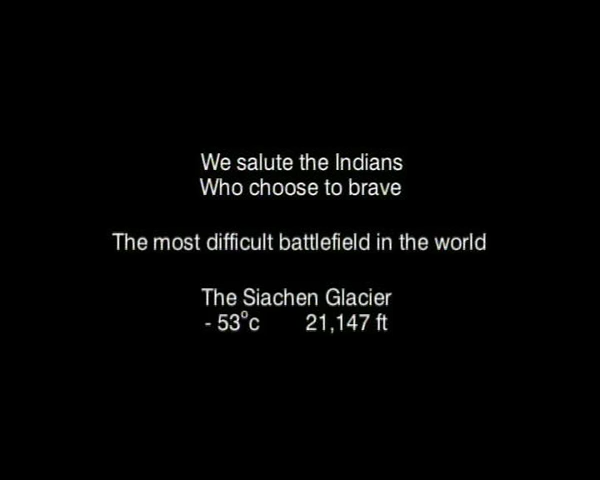 We salute the Indians
Who choose to brave
The most difficult battlefield in the world
The Siachen Glacier
- 53°c 21,147 ft